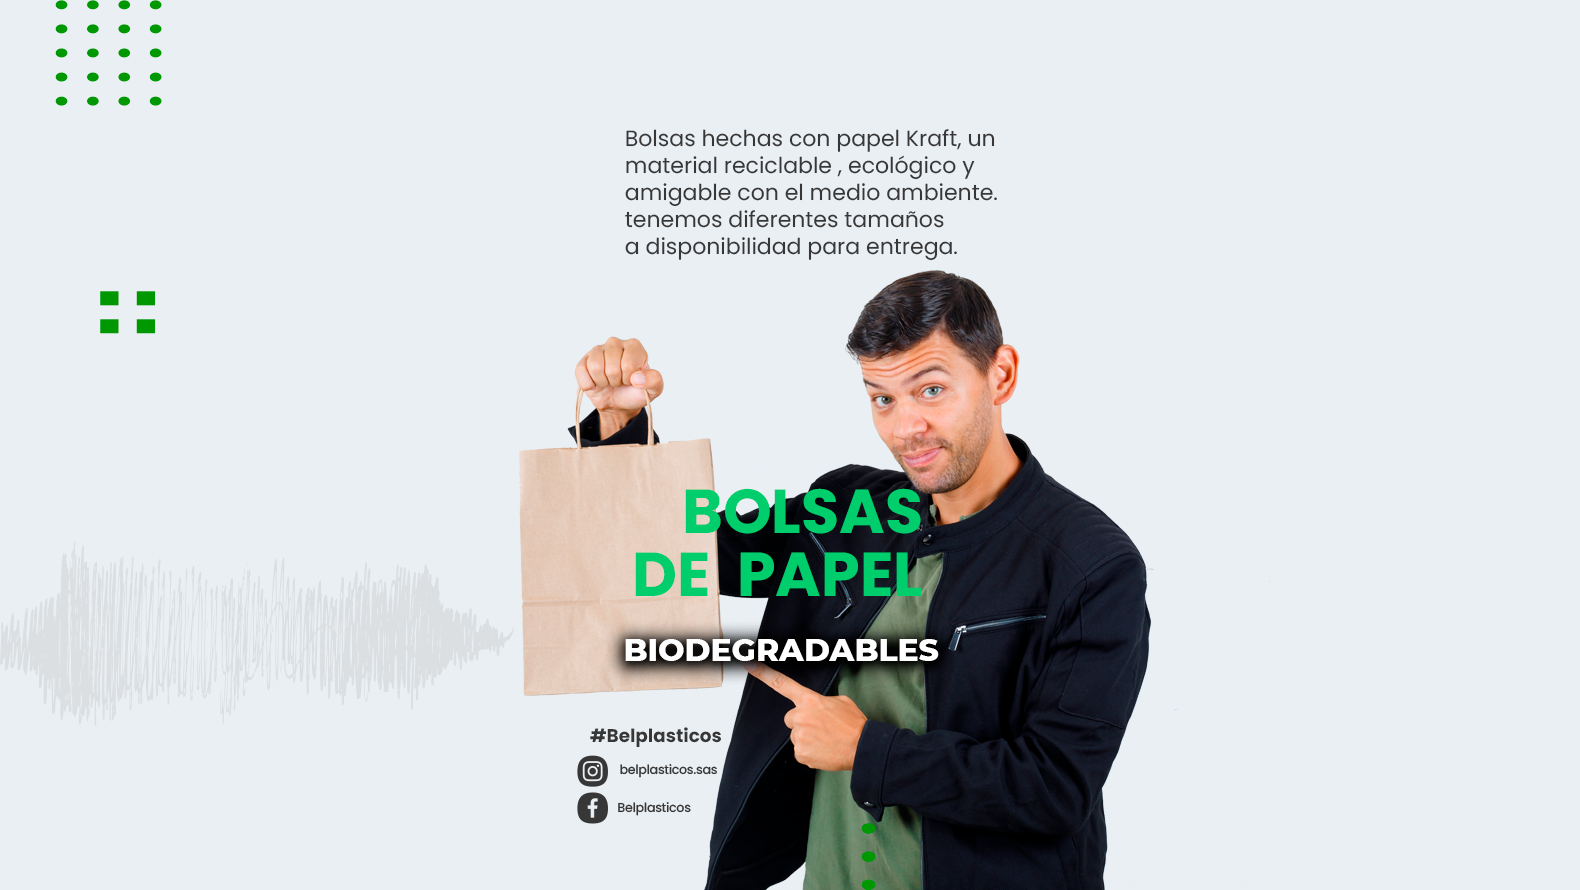 Bolsas hechas con papel Kraft, un
material reciclable , ecológico y
amigable con el medio ambiente.
tenemos diferentes tamaños
a disponibilidad para entrega.
BOLSAS
DE PAPEL
BIODEGRADABLES
#Belplasticos
belplasticos.sas
Belplasticos